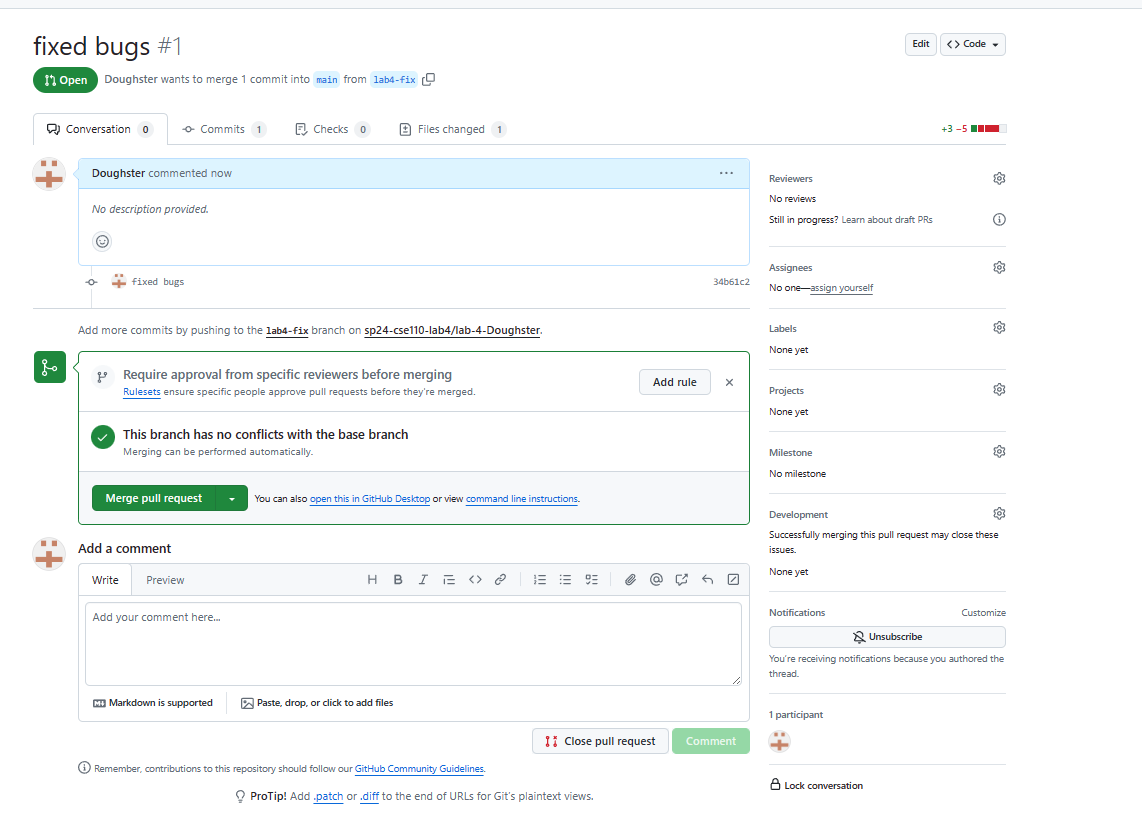 fixed bugs #1
Edit
Code
Open
Doughster wants to merge 1 commit into main from lab4-fix
Conversation 0
Commits 1
Checks 0
Files changed 1
+3 −5
Doughster commented now
No description provided.
fixed bugs
34b61c2
Add more commits by pushing to the lab4-fix branch on sp24-cse110-lab4/lab-4-Doughster.
Require approval from specific reviewers before merging
Rulesets ensure specific people approve pull requests before they're merged.
Add rule
This branch has no conflicts with the base branch
Merging can be performed automatically.
Merge pull request
You can also open this in GitHub Desktop or view command line instructions.
Add a comment
Write
Preview
Add your comment here...
Markdown is supported
Paste, drop, or click to add files
Close pull request
Comment
Remember, contributions to this repository should follow our GitHub Community Guidelines.
ProTip! Add .patch or .diff to the end of URLs for Git's plaintext views.
Reviewers
No reviews
Still in progress? Learn about draft PRs
Assignees
No one—assign yourself
Labels
None yet
Projects
None yet
Milestone
No milestone
Development
Successfully merging this pull request may close these
issues.
None yet
Notifications
Customize
Unsubscribe
You're receiving notifications because you authored the
thread.
1 participant
Lock conversation